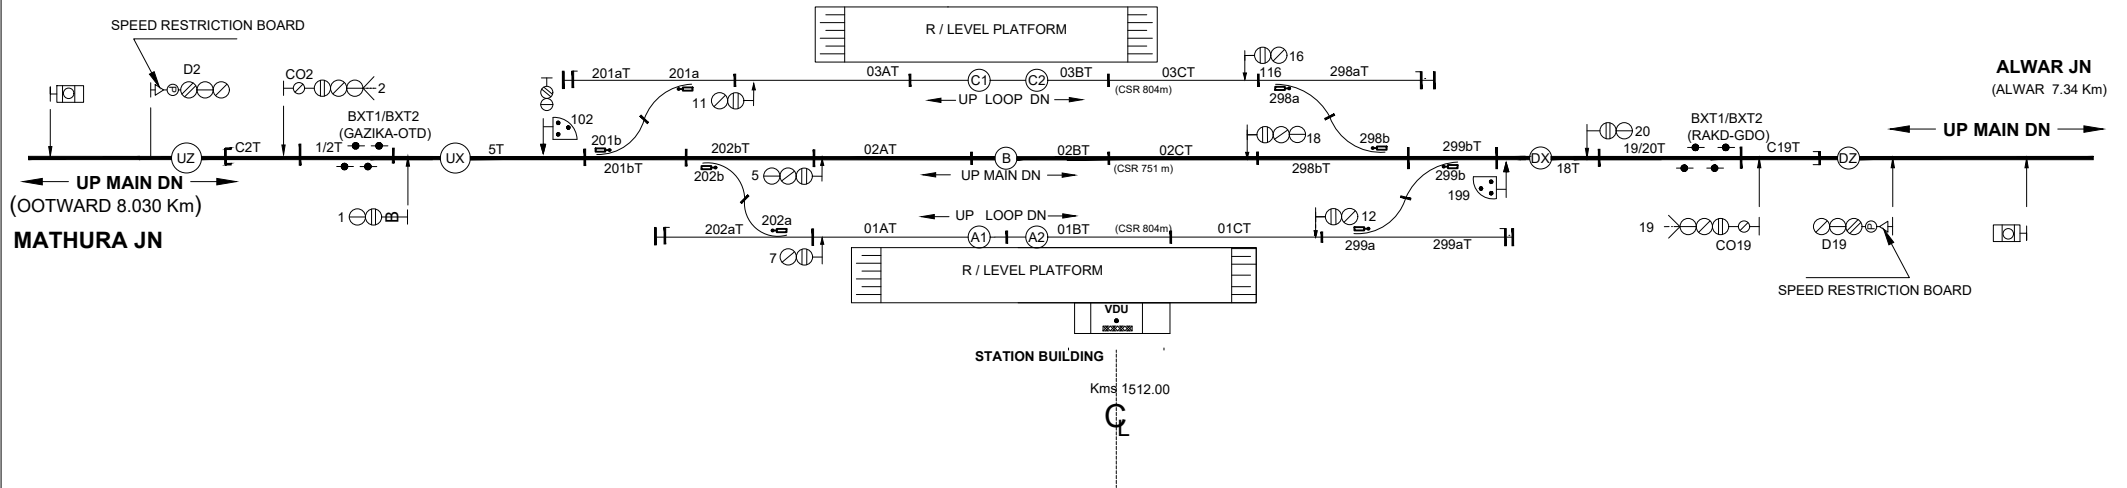 SPEED RESTRICTION BOARD
R / LEVEL PLATFORM
D2
P
CO2
2
201aT
201a
03AT
C1
C2
03BT
03CT
16
116
298aT
ALWAR JN
(ALWAR 7.34 Km)
11
UP LOOP DN
(CSR 804m)
298a
BXT1/BXT2
(GAZIKA-OTD)
102
BXT1/BXT2
(RAKD-GDO)
UP MAIN DN
UZ
C2T
1/2T
UX
5T
201b
201bT
202bT
02AT
B
02BT
02CT
18
298b
299bT
20
19/20T
C19T
DX
18T
DZ
202b
5
UP MAIN DN
(CSR 751 m)
298bT
299b
199
UP MAIN DN
(OOTWARD 8.030 Km)
MATHURA JN
1
B
202a
202aT
01AT
A1
A2
UP LOOP DN
01BT
(CSR 804m)
01CT
12
299a
299aT
19
CO19
D19
P
7
R / LEVEL PLATFORM
SPEED RESTRICTION BOARD
VDU
STATION BUILDING
Kms 1512.00
CL